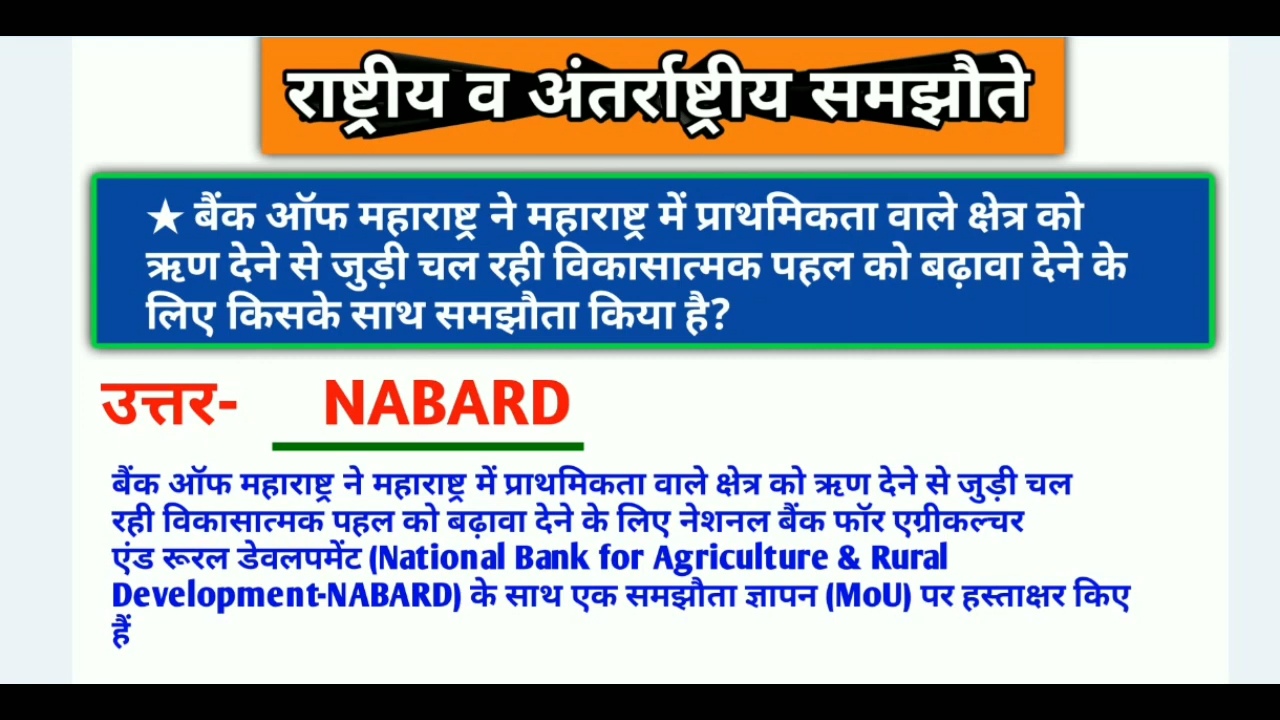 राष्ट्रीय व अंतर्राष्ट्रीय समझौते
★ बैंक ऑफ महाराष्ट्र ने महाराष्ट्र में प्राथमिकता वाले क्षेत्र को
ऋण देने से जुड़ी चल रही विकासात्मक पहल को बढ़ावा देने के
लिए किसके साथ समझौता किया है?
उत्तर- NABARD
बैंक ऑफ महाराष्ट्र ने महाराष्ट्र में प्राथमिकता वाले क्षेत्र को ऋण देने से जुड़ी चल
रही विकासात्मक पहल को बढ़ावा देने के लिए नेशनल बैंक फॉर एग्रीकल्चर
एंड रूरल डेवलपमेंट (National Bank for Agriculture & Rural
Development-NABARD) के साथ एक समझौता ज्ञापन (MoU) पर हस्ताक्षर किए
हैं